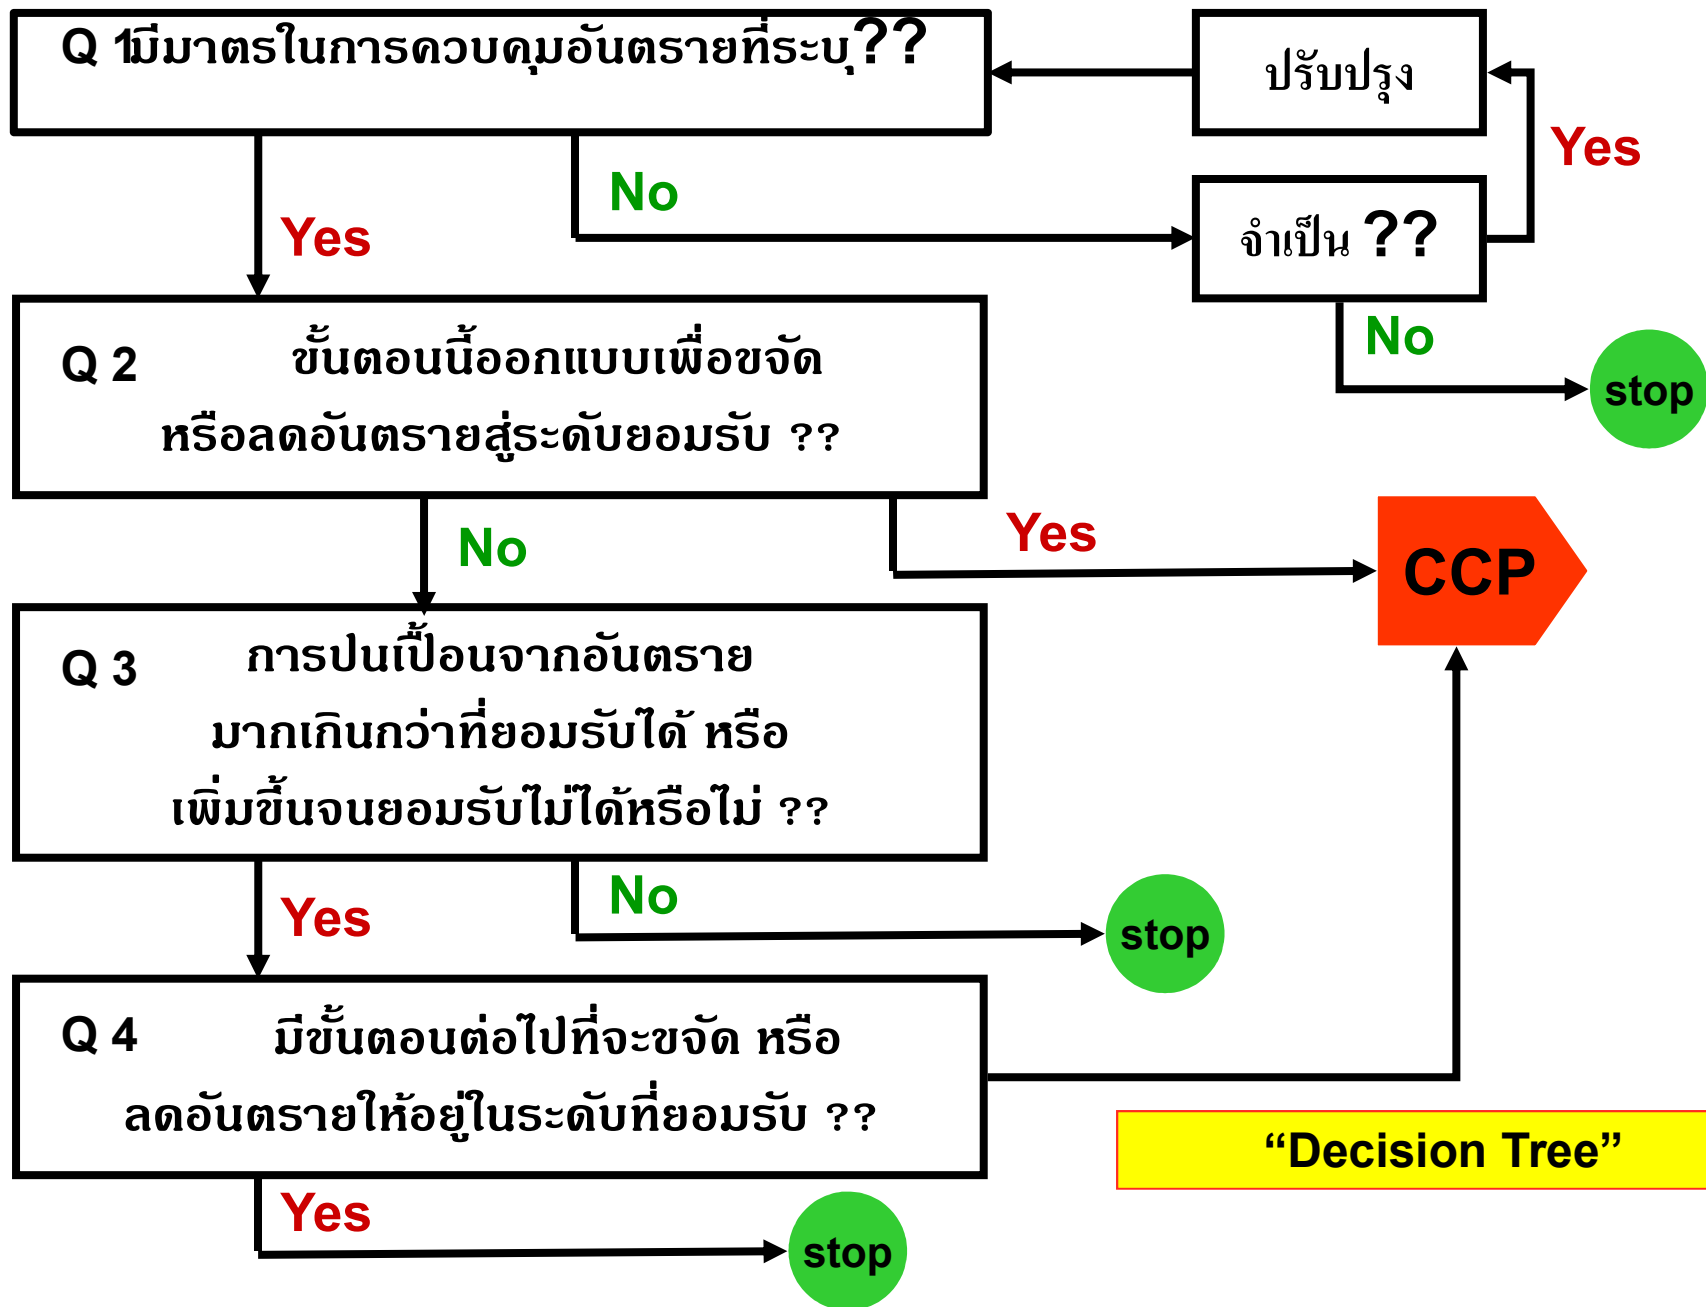 Q 1มีมาตรในการควบคุมอันตรายที่ระบุ??
ปรับปรุง
Yes
No
Yes
จำเป็น ??
No
stop
Q 2 ขั้นตอนนี้ออกแบบเพื่อขจัด
หรือลดอันตรายสู่ระดับยอมรับ ??
No
Yes
CCP
Q 3 การปนเปื้อนจากอันตราย
มากเกินกว่าที่ยอมรับได้ หรือ
เพิ่มขึ้นจนยอมรับไม่ได้หรือไม่ ??
Yes
No
stop
Q 4 มีขั้นตอนต่อไปที่จะขจัด หรือ
ลดอันตรายให้อยู่ในระดับที่ยอมรับ ??
“Decision Tree”
Yes
stop